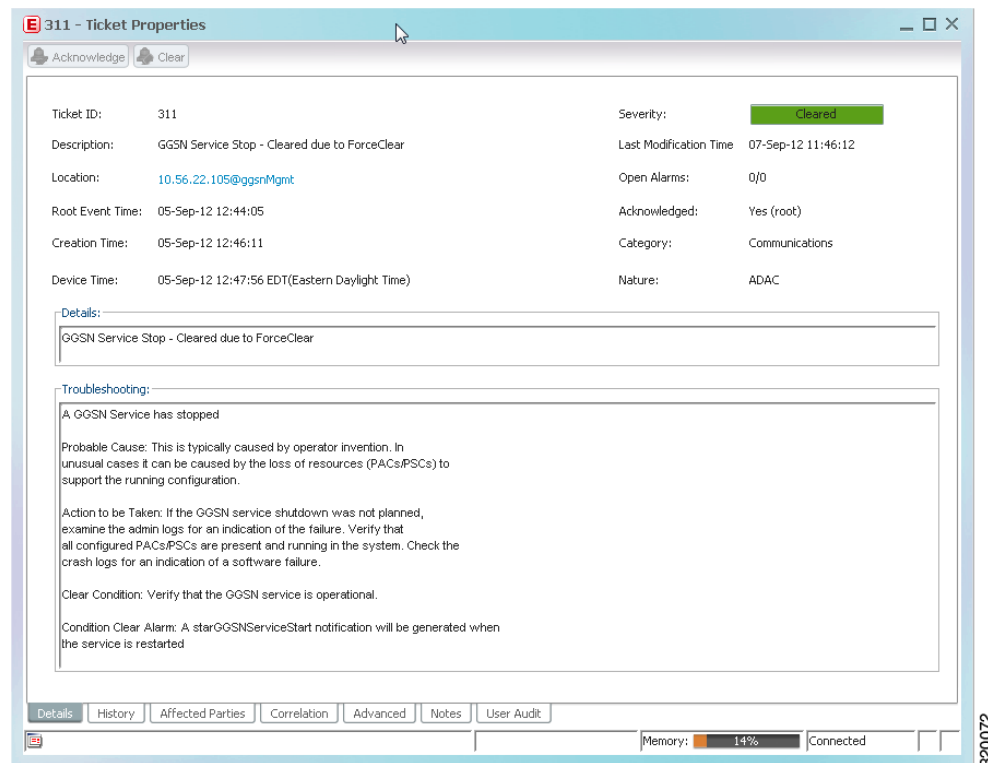 E 311 - Ticket Properties
Acknowledge Clear
Ticket ID: 311 Severity: Cleared
Description: GGSN Service Stop - Cleared due to ForceClear Last Modification Time 07-Sep-12 11:46:12
Location: 10.56.22.105@ggsnMgmt Open Alarms: 0/0
Root Event Time: 05-Sep-12 12:44:05 Acknowledged: Yes (root)
Creation Time: 05-Sep-12 12:46:11 Category: Communications
Device Time: 05-Sep-12 12:47:56 EDT(Eastern Daylight Time) Nature: ADAC
Details:
GGSN Service Stop - Cleared due to ForceClear
Troubleshooting:
A GGSN Service has stopped
Probable Cause: This is typically caused by operator invention. In
unusual cases it can be caused by the loss of resources (PACs/PSCs) to
support the running configuration.
Action to be Taken: If the GGSN service shutdown was not planned,
examine the admin logs for an indication of the failure. Verify that
all configured PACs/PSCs are present and running in the system. Check the
crash logs for an indication of a software failure.
Clear Condition: Verify that the GGSN service is operational.
Condition Clear Alarm: A starGGSNServiceStart notification will be generated when
the service is restarted
Details History Affected Parties Correlation Advanced Notes User Audit
Memory: 14% Connected
320072